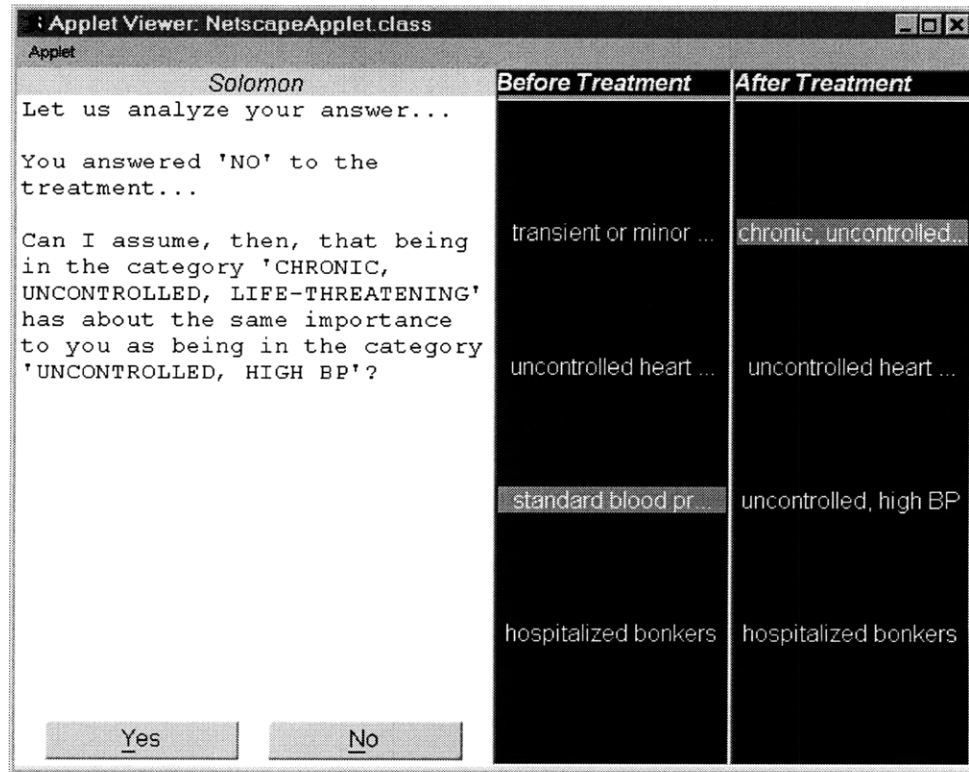 Applet Viewer: NetscapeApplet.class
Applet
Solomon
Let us analyze your answer...
You answered 'NO' to the
treatment...
Can I assume, then, that being
in the category 'CHRONIC,
UNCONTROLLED, LIFE-THREATENING'
has about the same importance
to you as being in the category
'UNCONTROLLED, HIGH BP'?
Yes No
Before Treatment
transient or minor ...
uncontrolled heart ...
standard blood pr...
hospitalized bonkers
After Treatment
chronic, uncontrolled...
uncontrolled heart ...
uncontrolled, high BP
hospitalized bonkers